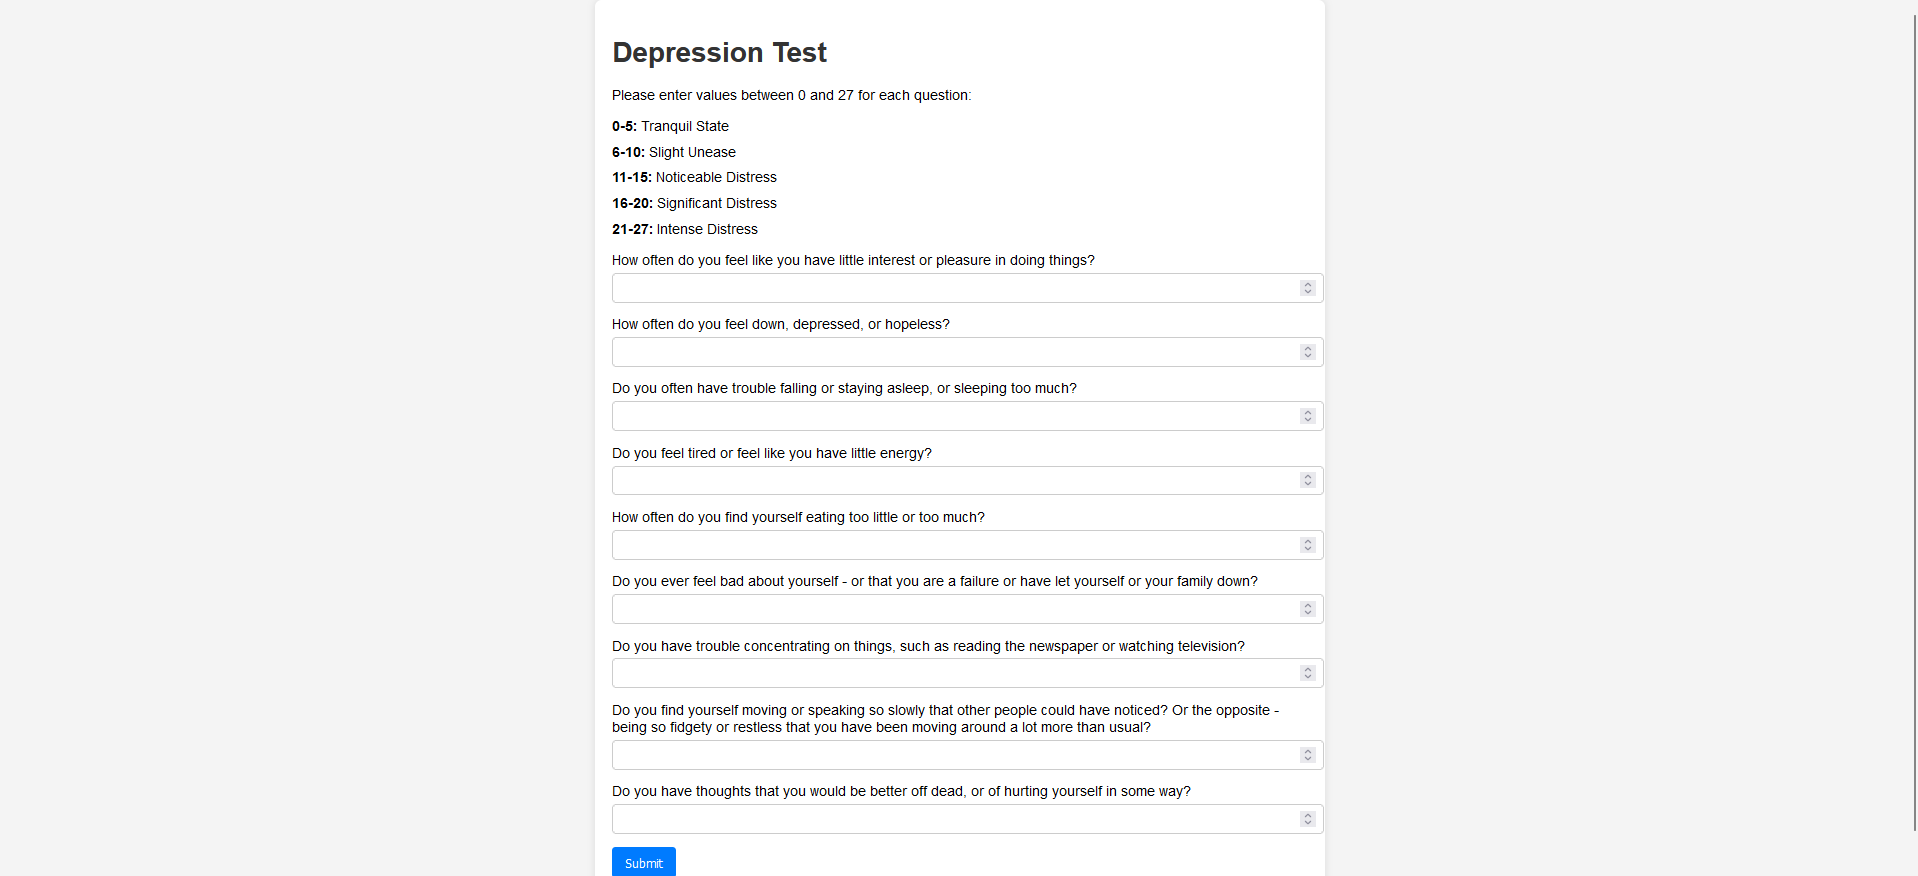 Depression Test
Please enter values between 0 and 27 for each question:
0-5: Tranquil State
6-10: Slight Unease
11-15: Noticeable Distress
16-20: Significant Distress
21-27: Intense Distress
How often do you feel like you have little interest or pleasure in doing things?
How often do you feel down, depressed, or hopeless?
Do you often have trouble falling or staying asleep, or sleeping too much?
Do you feel tired or feel like you have little energy?
How often do you find yourself eating too little or too much?
Do you ever feel bad about yourself - or that you are a failure or have let yourself or your family down?
Do you have trouble concentrating on things, such as reading the newspaper or watching television?
Do you find yourself moving or speaking so slowly that other people could have noticed? Or the opposite -
being so fidgety or restless that you have been moving around a lot more than usual?
Do you have thoughts that you would be better off dead, or of hurting yourself in some way?
Submit